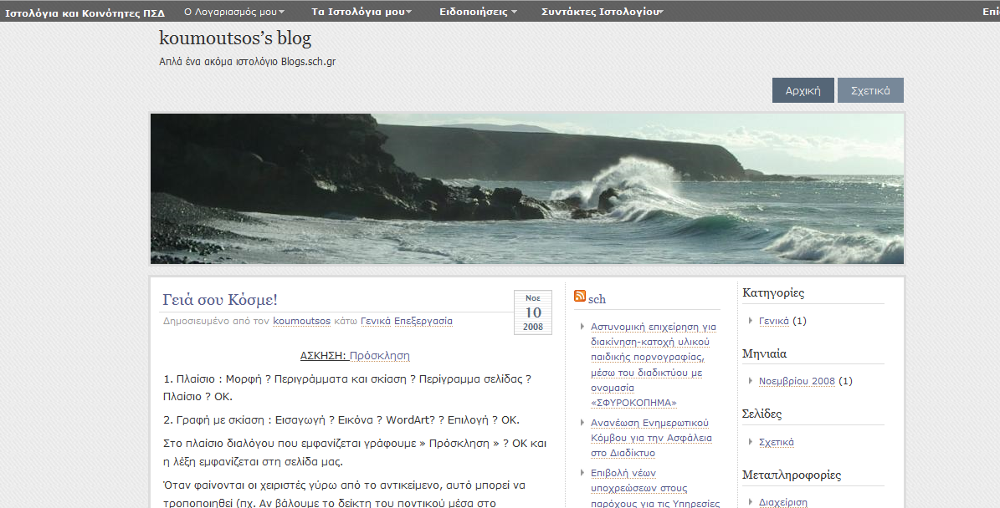 Ιστολόγια και Κοινότητες ΠΣΔ Ο Λογαριασμός μου Τα Ιστολόγια μου Ειδοποιήσεις Συντάκτες Ιστολογίου
koumoutsos’s blog
Απλά ένα ακόμα ιστολόγιο Blogs.sch.gr
Αρχική Σχετικά
Γειά σου Κόσμε!
Δημοσιευμένο από τον koumoutsos κάτω Γενικά Επεξεργασία
Νοε
10
2008
ΑΣΚΗΣΗ: Πρόσκληση
1. Πλαίσιο : Μορφή ? Περιγράμματα και σκίαση ? Περίγραμμα σελίδας ?
Πλαίσιο ? ΟΚ.
2. Γραφή με σκίαση : Εισαγωγή ? Εικόνα ? WordArt? ? Επιλογή ? ΟΚ.
Στο πλαίσιο διαλόγου που εμφανίζεται γράφουμε » Πρόσκληση » ? ΟΚ και
η λέξη εμφανίζεται στη σελίδα μας.
Όταν φαίνονται οι χειριστές γύρω από το αντικείμενο, αυτό μπορεί να
τροποποιηθεί (πχ. Αν βάλουμε το δείκτη του ποντικού μέσα στο
sch
Αστυνομική επιχείρηση για
διακίνηση-κατοχή υλικού
παιδικής πορνογραφίας,
μέσω του διαδικτύου με
ονομασία
«ΣΦΥΡΟΚΟΠΗΜΑ»
Ανανέωση Ενημερωτικού
Κόμβου για την Ασφάλεια
στο Διαδίκτυο
Επιβολή νέων
υποχρεώσεων στους
παρόχους για τις Υπηρεσίες
Κατηγορίες
Γενικά (1)
Μηνιαία
Νοεμβρίου 2008 (1)
Σελίδες
Σχετικά
Μεταπληροφορίες
Διαχείριση